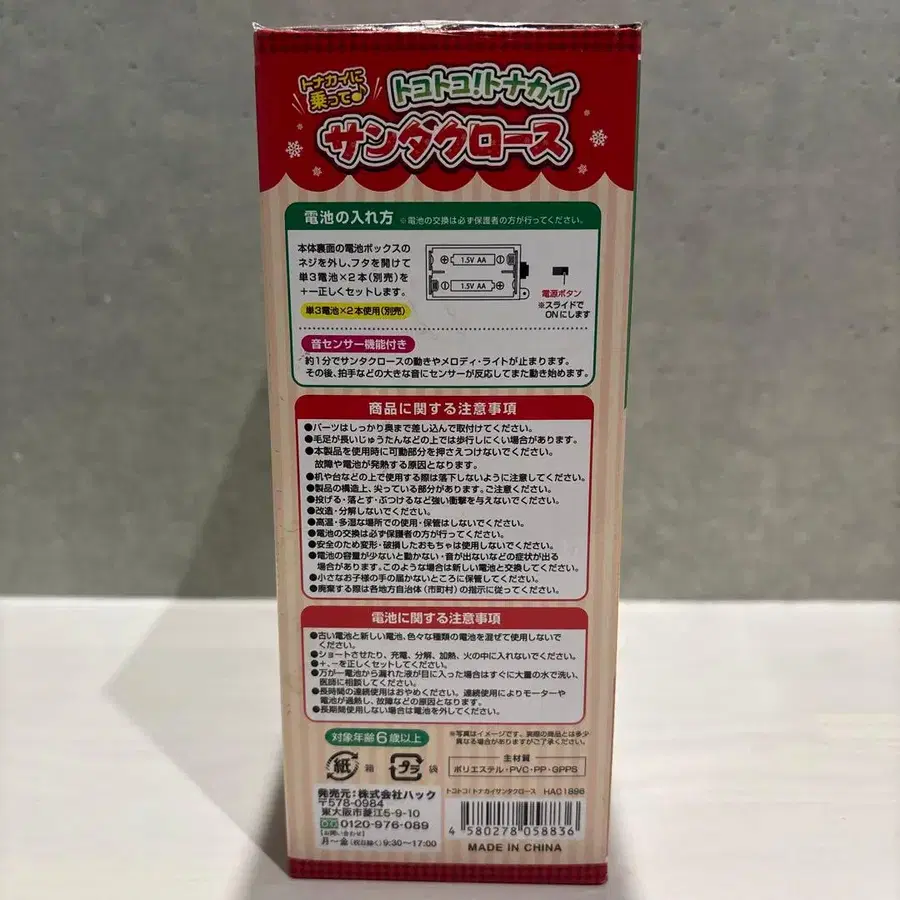 トナカイに
乗って♪
トコトコ!トナカイ
サンタクロース
電池の入れ方 ※電池の交換は必ず保護者の方が行ってください。
本体裏面の電池ボックスの
ネジを外し、フタを開けて
単3電池×2本(別売)を
+−正しくセットします。
単3電池×2本使用(別売)
1.5V AA
1.5V AA
電源ボタン
※スライドで
ONにします
音センサー機能付き
約1分でサンタクロースの動きやメロディ・ライトが止まります。
その後、拍手などの大きな音にセンサーが反応してまた動き始めます。
商品に関する注意事項
●パーツはしっかり奥まで差し込んで取付けてください。
●毛足が長いじゅうたんなどの上では歩行しにくい場合があります。
●本製品を使用時に可動部分を押さえつけないでください。
故障や電池が発熱する原因となります。
●机や台などの上で使用する際は落下しないように注意してください。
●製品の構造上、尖っている部分があります。ご注意ください。
●投げる・落とす・ぶつけるなど強い衝撃を与えないでください。
●改造・分解しないでください。
●高温・多湿な場所での使用・保管はしないでください。
●電池の交換は必ず保護者の方が行ってください。
●安全のため変形・破損したおもちゃは使用しないでください。
●電池の容量が少ないと動かない・音が出ないなどの症状が出る
場合があります。このような場合は新しい電池と交換してください。
●小さなお子様の手の届かないところに保管してください。
●廃棄する際は各地方自治体(市町村)の指示に従ってください。
電池に関する注意事項
●古い電池と新しい電池、色々な種類の電池を混ぜて使用しないで
ください。
●ショートさせたり、充電、分解、加熱、火の中に入れないでください。
●+、−を正しくセットしてください。
●万が一電池から漏れた液が目に入った場合はすぐに大量の水で洗い、
医師に相談してください。
●長時間の連続使用はおやめください。連続使用によりモーターや
電池が過熱し、故障などの原因となります。
●長期間使用しない場合は電池を外してください。
対象年齢6歳以上
※写真はイメージです。実際の商品とは多少
異なる場合がありますがご了承ください。
紙 箱 プラ 袋
主材質
ポリエステル・PVC・PP・GPPS
発売元:株式会社ハック
〒578-0984
東大阪市菱江5-9-10
0120-976-089
【お問い合わせ】
月〜金(祝日除く)9:30〜17:00
トコトコ!トナカイサンタクロース HAC1896
4 580278 058836
MADE IN CHINA